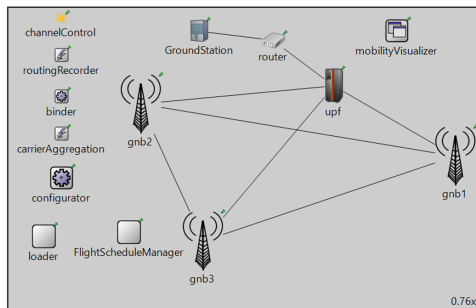 channelControl
GroundStation
router
mobilityVisualizer
routingRecorder
binder
upf
gnb2
carrierAggregation
gnb1
configurator
loader
FlightScheduleManager
gnb3
0.76x